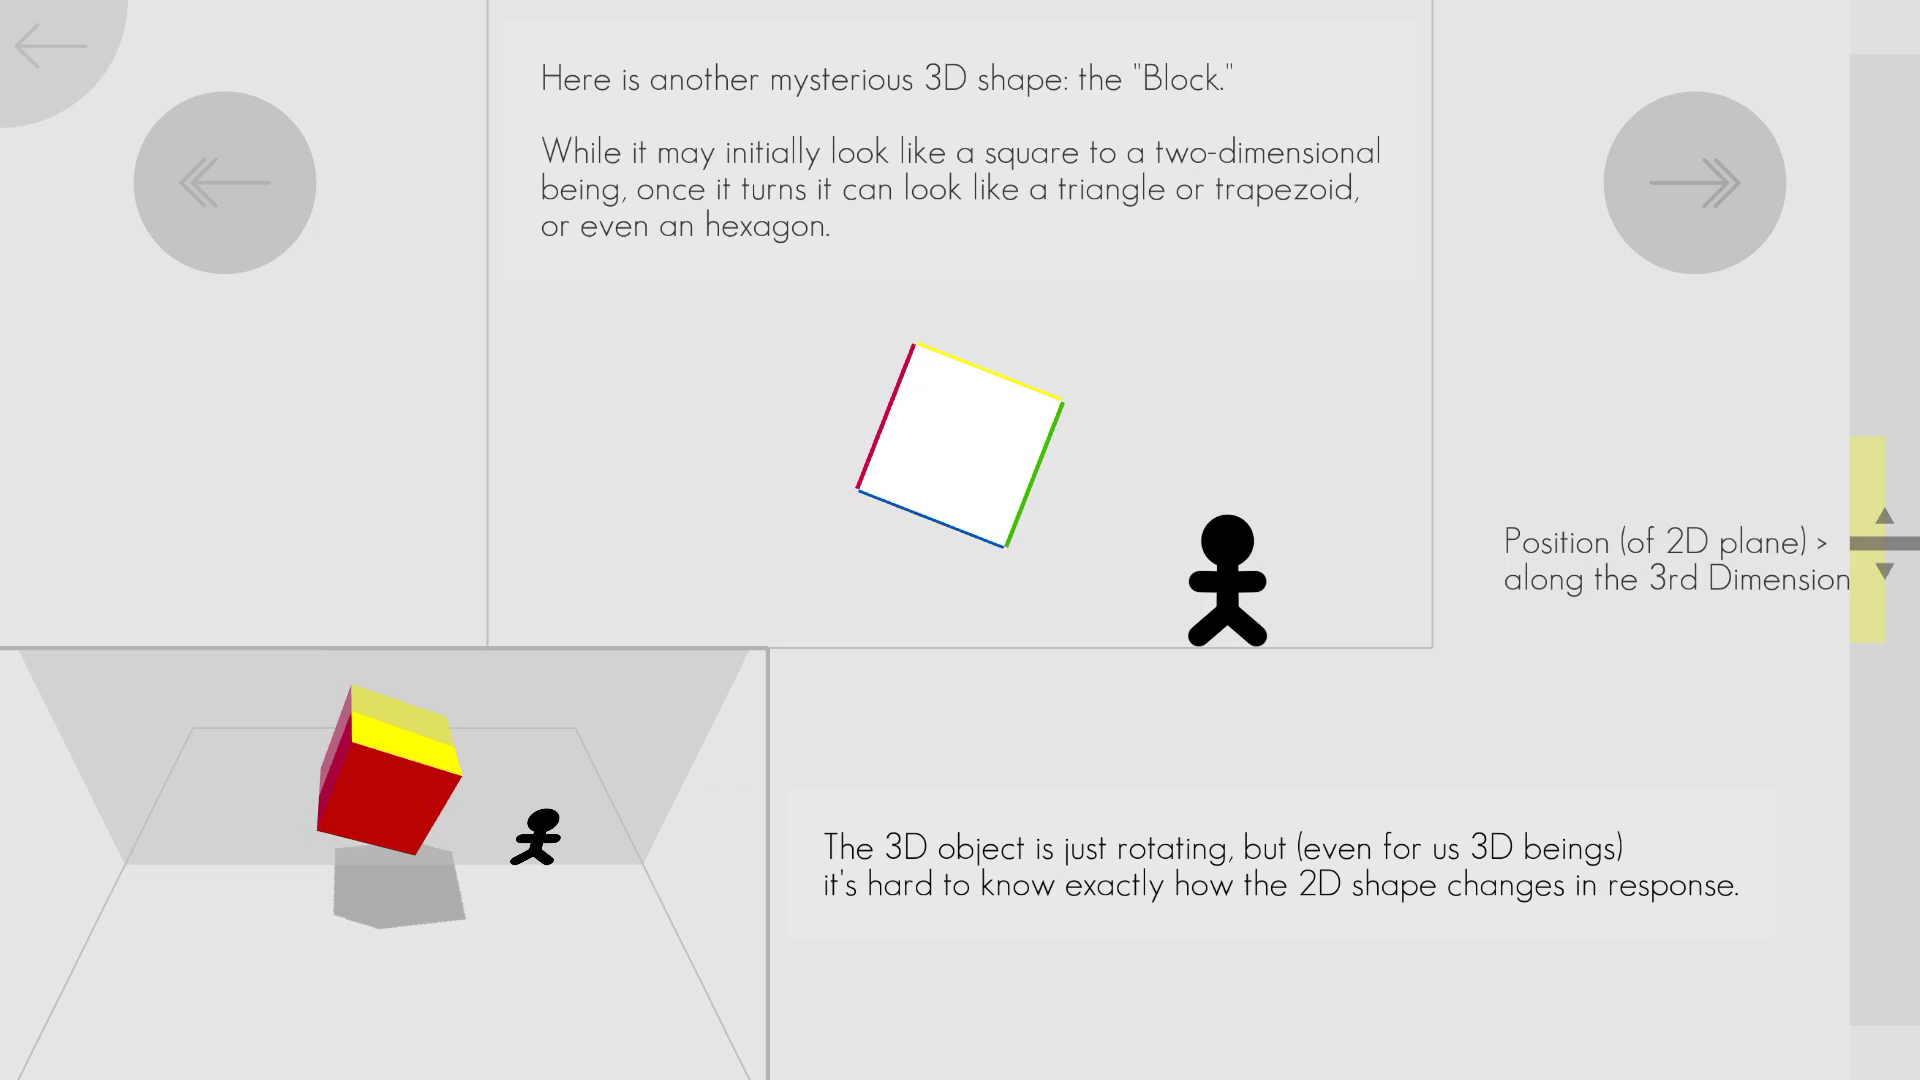 Here is another mysterious 3D shape: the "Block."
While it may initially look like a square to a two-dimensional
being, once it turns it can look like a triangle or trapezoid,
or even an hexagon.
Position (of 2D plane) >
along the 3rd Dimension
The 3D object is just rotating, but (even for us 3D beings)
it's hard to know exactly how the 2D shape changes in response.